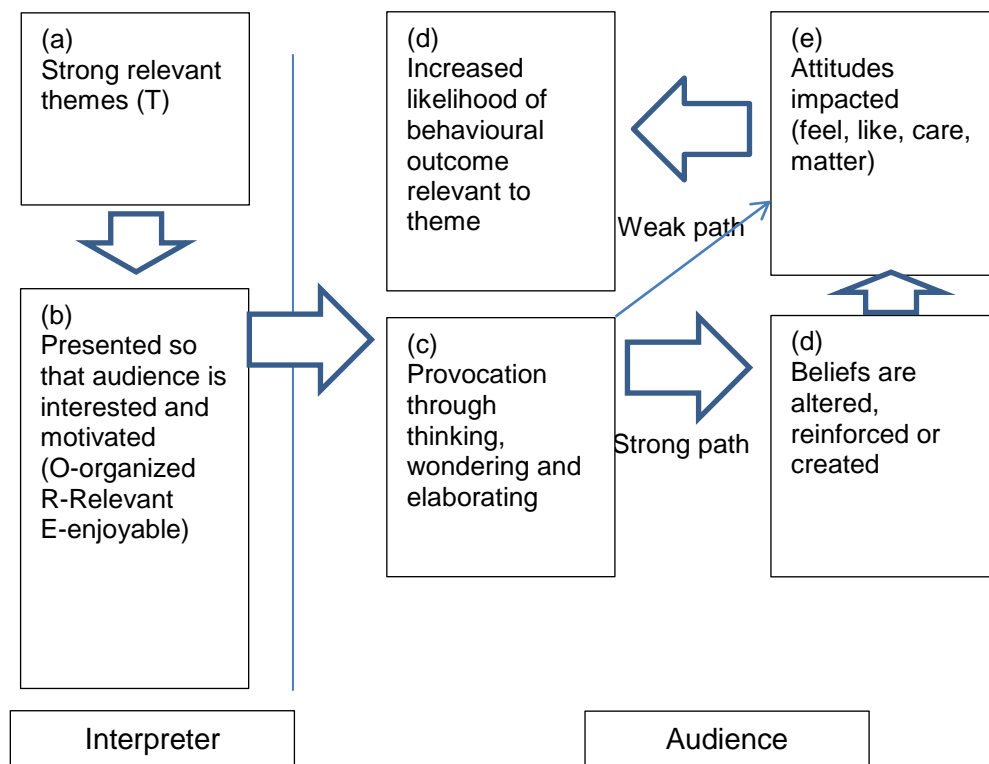 (a)
Strong relevant
themes (T)
(b)
Presented so
that audience is
interested and
motivated
(O-organized
R-Relevant
E-enjoyable)
(d)
Increased
likelihood of
behavioural
outcome
relevant to
theme
(e)
Attitudes
impacted
(feel, like, care,
matter)
Weak path
(c)
Provocation
through
thinking,
wondering and
elaborating
Strong path
(d)
Beliefs are
altered,
reinforced or
created
Interpreter
Audience